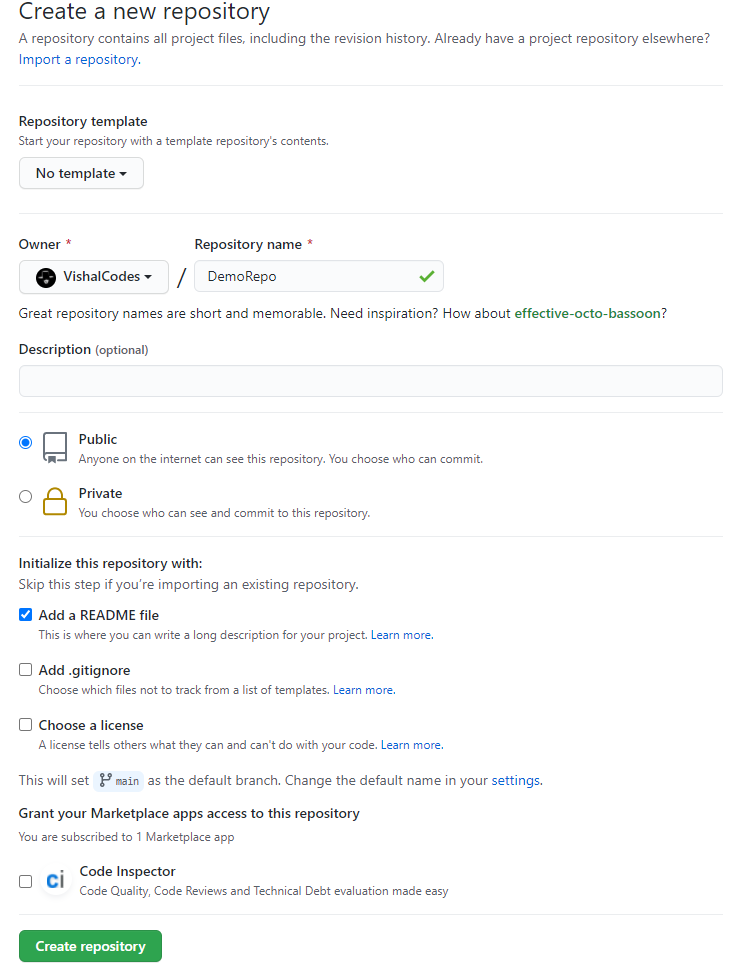 Create a new repository
A repository contains all project files, including the revision history. Already have a project repository elsewhere?
Import a repository.
Repository template
Start your repository with a template repository's contents.
No template
Owner *
Repository name *
VishalCodes
/
DemoRepo
Great repository names are short and memorable. Need inspiration? How about effective-octo-bassoon?
Description (optional)
Public
Anyone on the internet can see this repository. You choose who can commit.
Private
You choose who can see and commit to this repository.
Initialize this repository with:
Skip this step if you're importing an existing repository.
Add a README file
This is where you can write a long description for your project. Learn more.
Add .gitignore
Choose which files not to track from a list of templates. Learn more.
Choose a license
A license tells others what they can and can't do with your code. Learn more.
This will set main as the default branch. Change the default name in your settings.
Grant your Marketplace apps access to this repository
You are subscribed to 1 Marketplace app
ci
Code Inspector
Code Quality, Code Reviews and Technical Debt evaluation made easy
Create repository